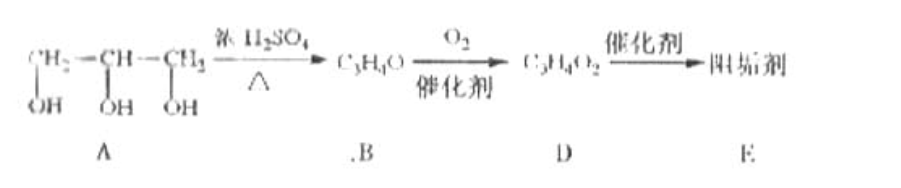 CH₂—CH—CH₂ 浓 H₂SO₄ △ C₃H₄O O₂ 催化剂 C₃H₄O₂ 催化剂 阻垢剂
OH OH OH
A .B D E